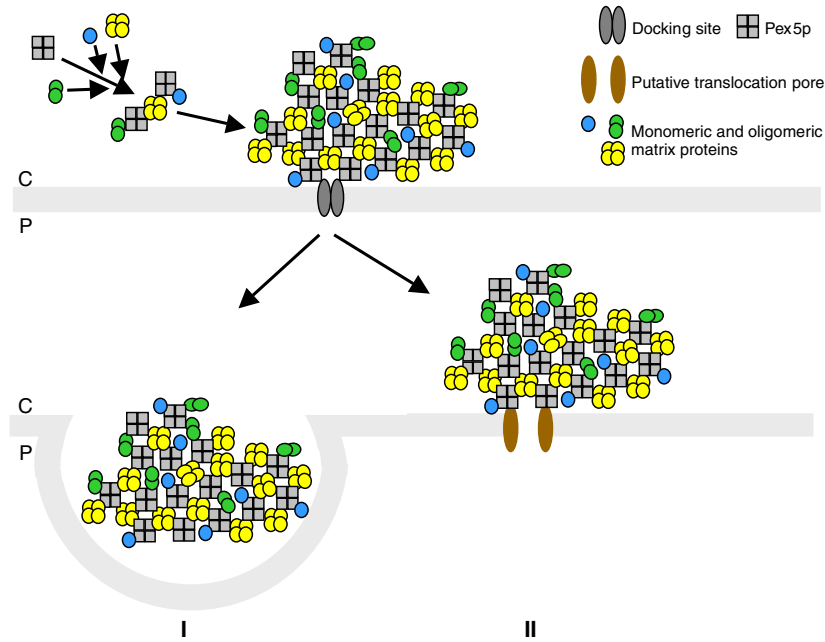 Docking site
Pex5p
Putative translocation pore
Monomeric and oligomeric
matrix proteins
C
P
C
P
I
II